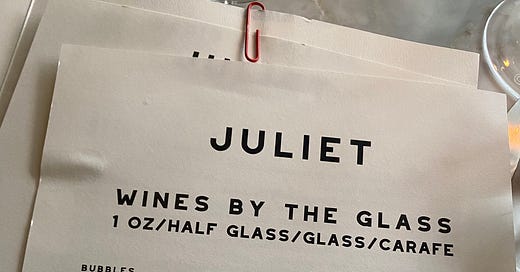 JULIET
WINES BY THE GLASS
1 OZ/HALF GLASS/GLASS/CARAFE
BUBBLES